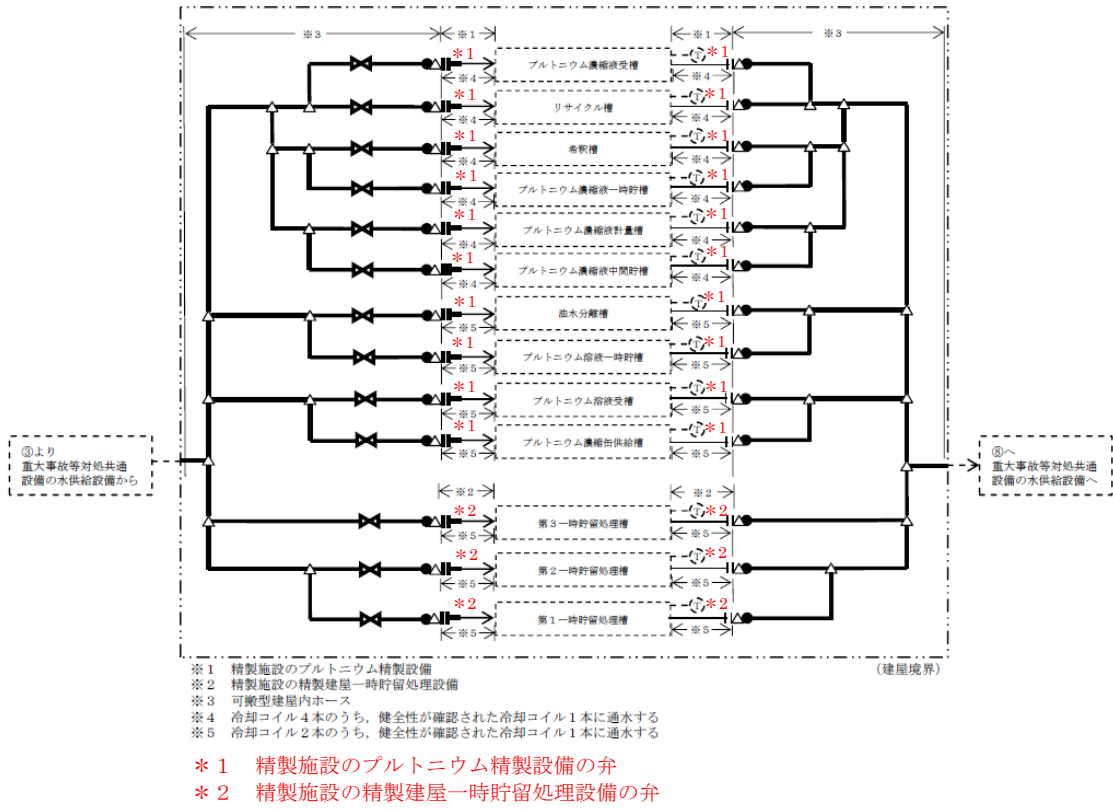 ※3 ※1 ※1 ※3
*1 プルトニウム濃縮液受槽 T *1
※4 ※4
*1 リサイクル槽 T *1
※4 ※4
*1 希釈槽 T *1
※4 ※4
*1 プルトニウム濃縮液一時貯槽 T *1
※4 ※4
*1 プルトニウム濃縮液計量槽 T *1
※4 ※4
*1 プルトニウム濃縮液中間貯槽 T *1
※4 ※4
*1 油水分離槽 T *1
※5 ※5
*1 プルトニウム溶液一時貯槽 T *1
※5 ※5
*1 プルトニウム溶液受槽 T *1
※5 ※5
*1 プルトニウム濃縮缶供給槽 T *1
※5 ※5
③より
重大事故等対処共通
設備の水供給設備から
⑧へ
重大事故等対処共通
設備の水供給設備へ
※2 ※2
*2 第3一時貯留処理槽 T *2
※5 ※5
*2 第2一時貯留処理槽 T *2
※5 ※5
*2 第1一時貯留処理槽 T *2
※5 ※5
※1 精製施設のプルトニウム精製設備
(建屋境界)
※2 精製施設の精製建屋一時貯留処理設備
※3 可搬型建屋内ホース
※4 冷却コイル4本のうち，健全性が確認された冷却コイル1本に通水する
※5 冷却コイル2本のうち，健全性が確認された冷却コイル1本に通水する
＊1 精製施設のプルトニウム精製設備の弁
＊2 精製施設の精製建屋一時貯留処理設備の弁